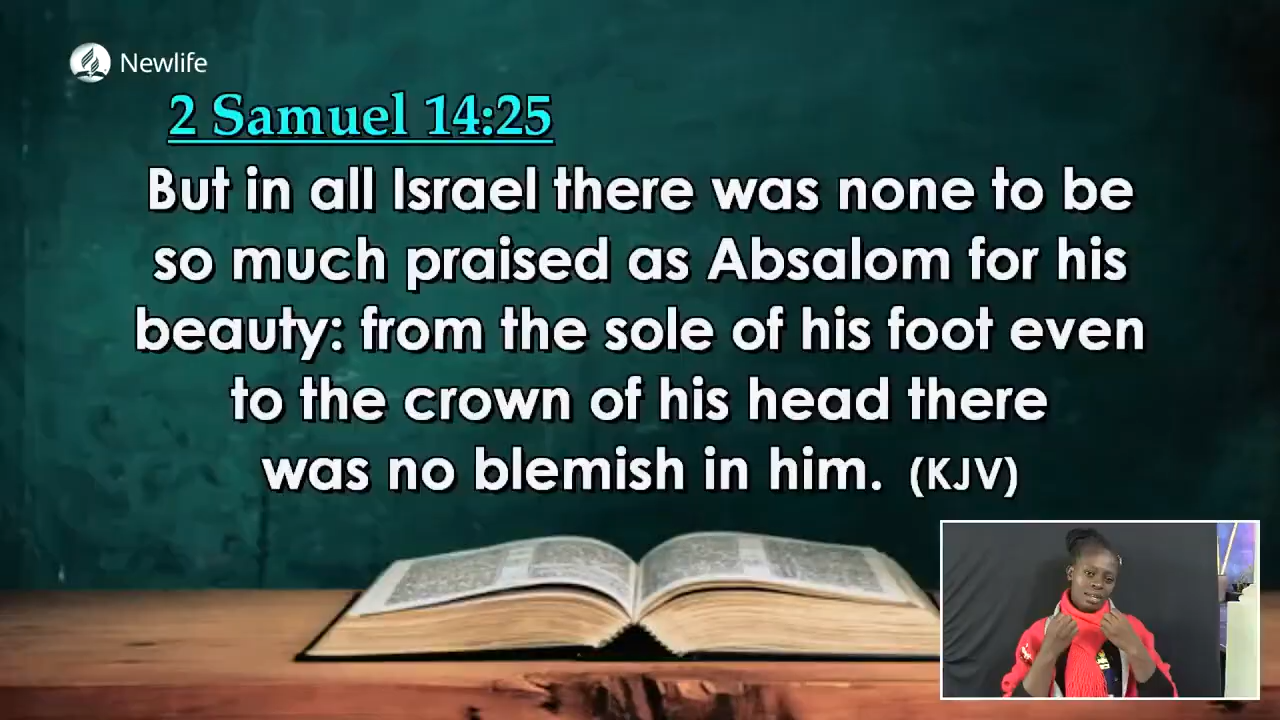 Newlife
2 Samuel 14:25
But in all Israel there was none to be
so much praised as Absalom for his
beauty: from the sole of his foot even
to the crown of his head there
was no blemish in him. (KJV)